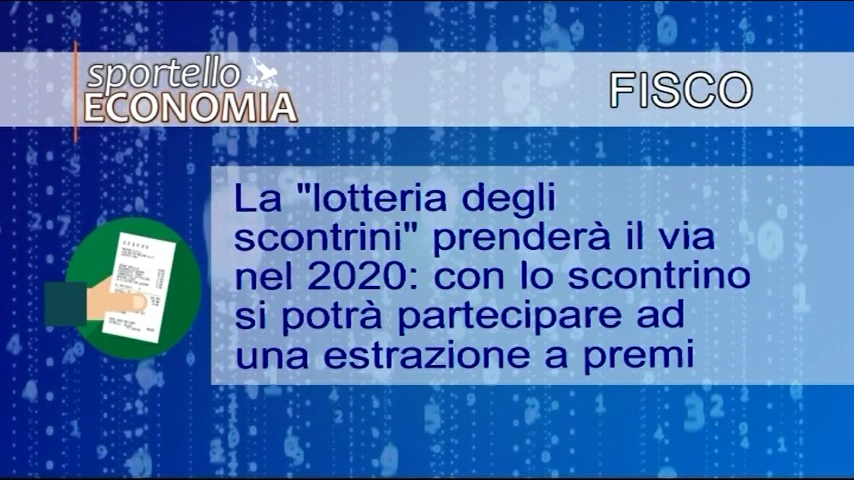 sportello
ECONOMIA
FISCO
La "lotteria degli
scontrini" prenderà il via
nel 2020: con lo scontrino
si potrà partecipare ad
una estrazione a premi